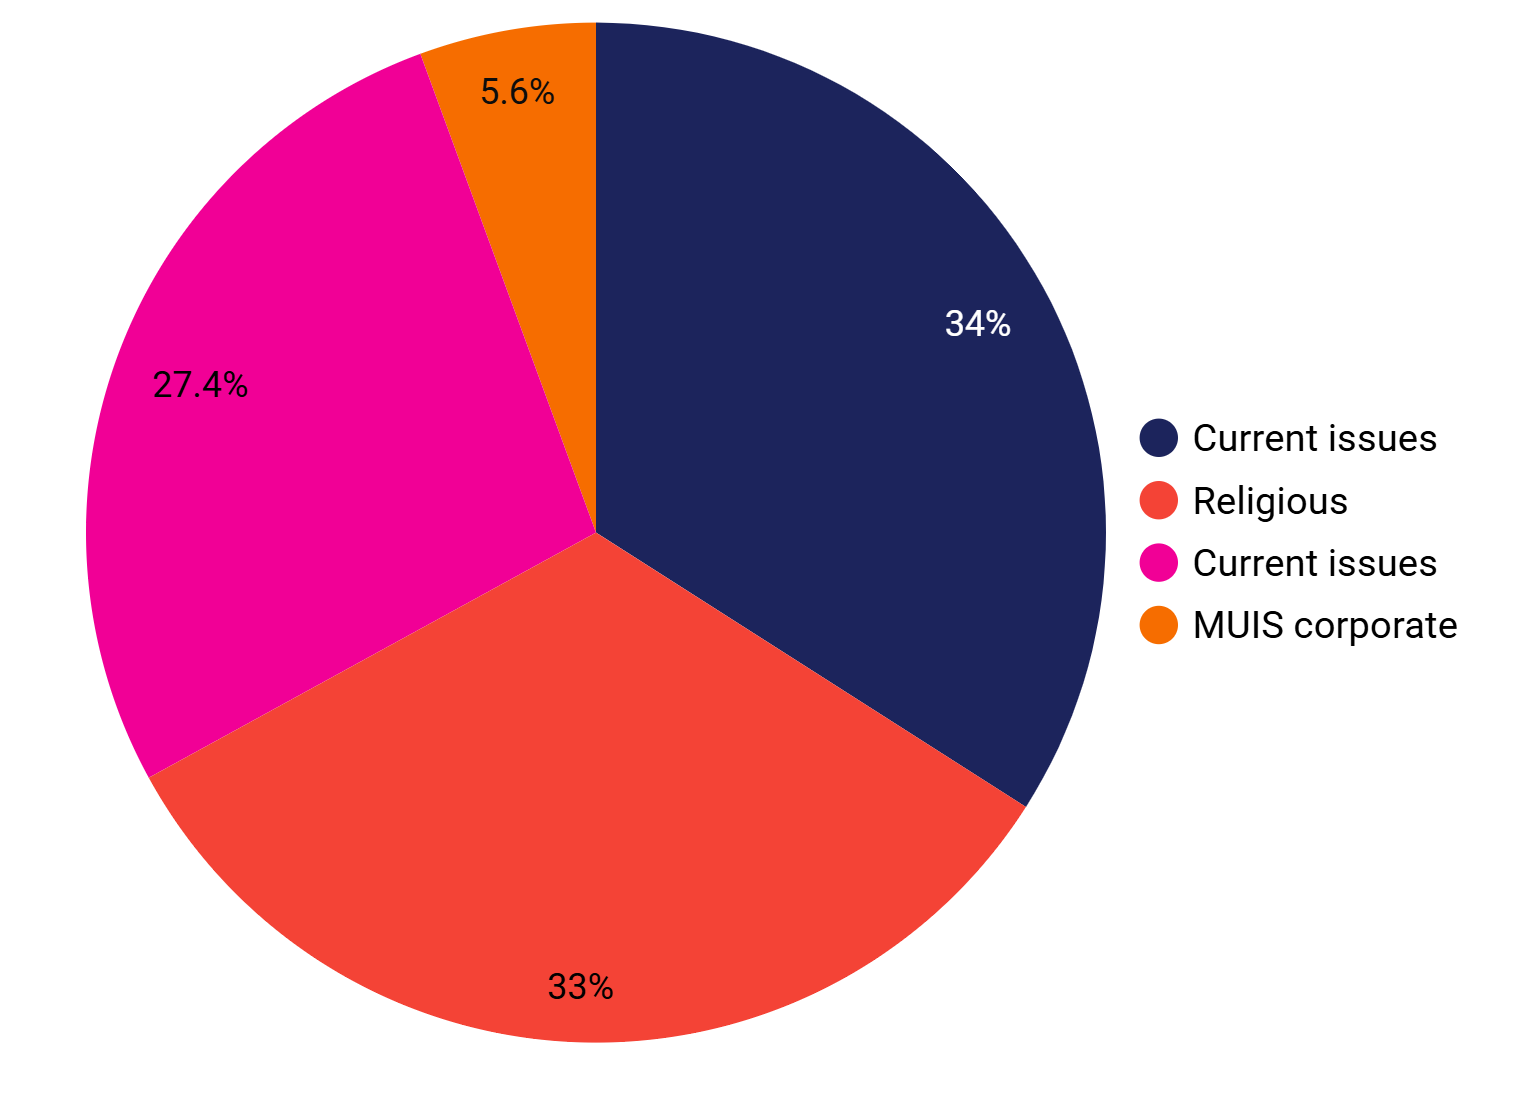 5.6%
34%
27.4%
33%
Current issues
Religious
Current issues
MUIS corporate